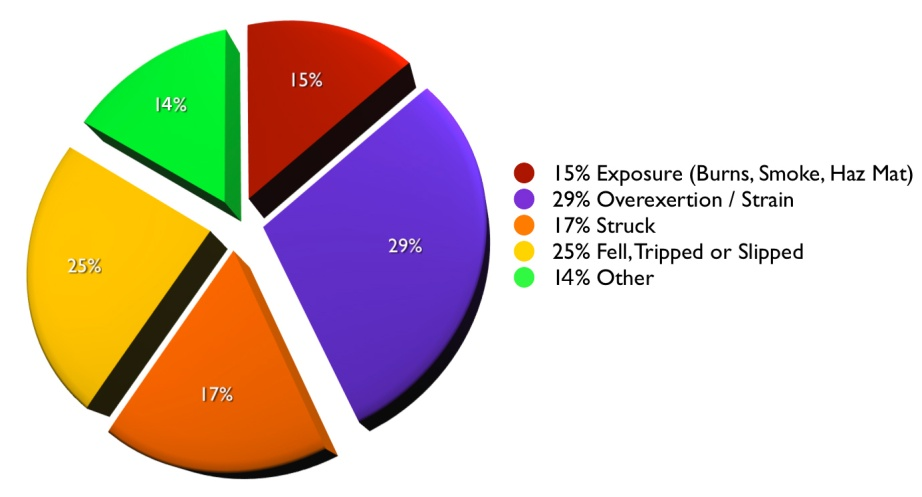 15%
14%
29%
25%
17%
15% Exposure (Burns, Smoke, Haz Mat)
29% Overexertion / Strain
17% Struck
25% Fell, Tripped or Slipped
14% Other